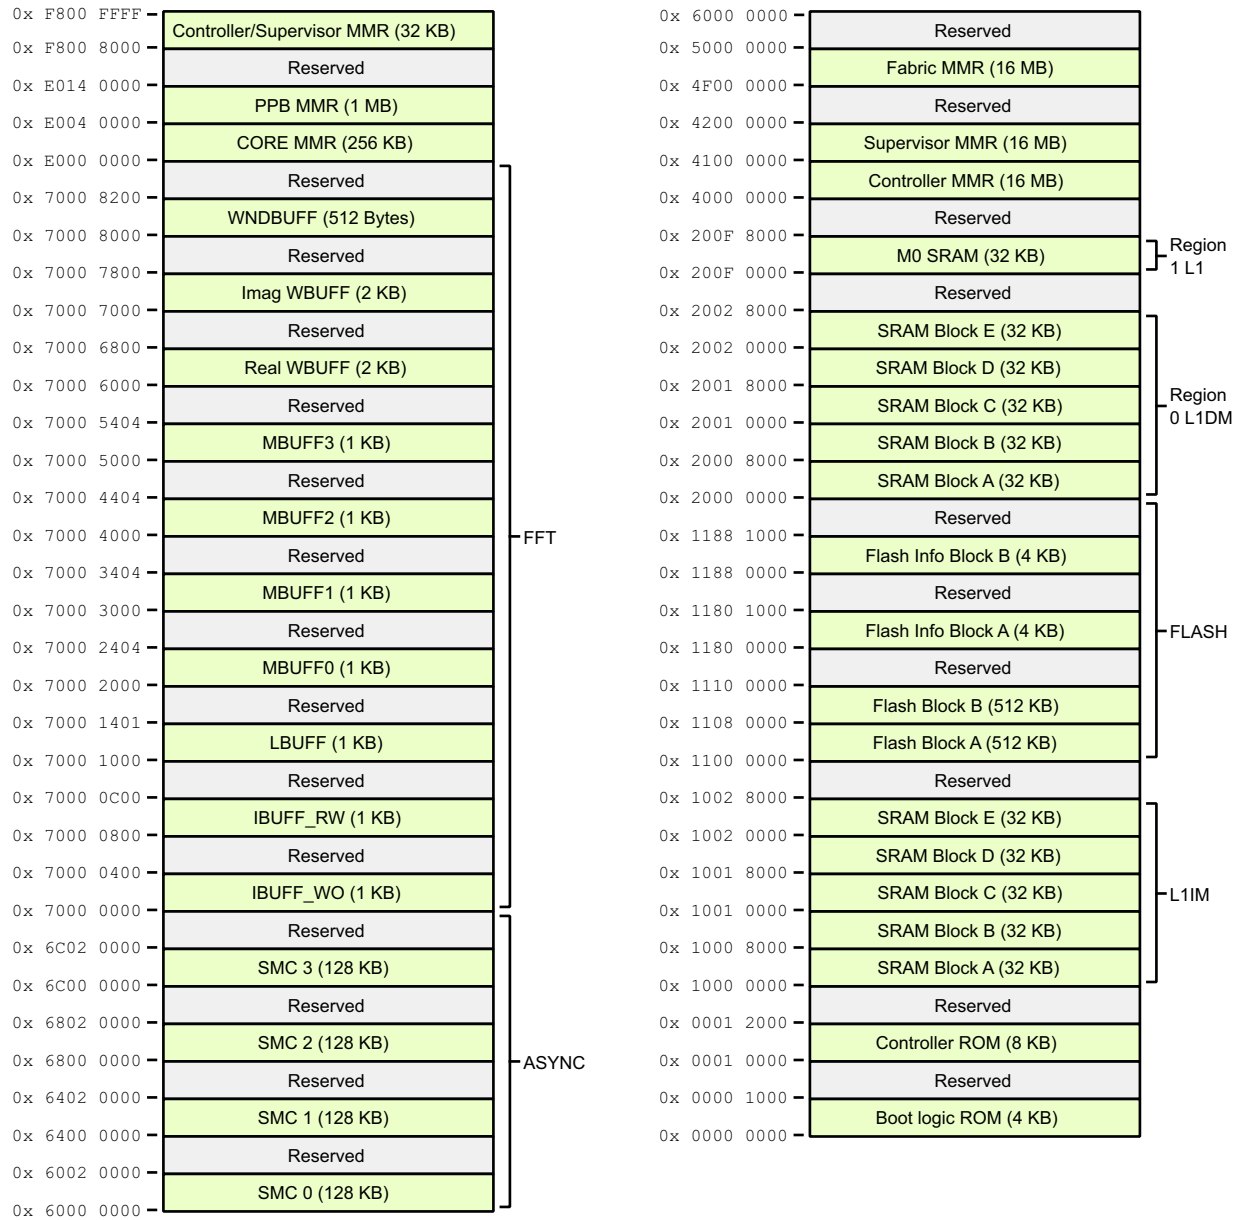 0x F800 FFFF
Controller/Supervisor MMR (32 KB)
0x F800 8000
Reserved
0x E014 0000
PPB MMR (1 MB)
0x E004 0000
CORE MMR (256 KB)
0x E000 0000
Reserved
0x 7000 8200
WNDBUFF (512 Bytes)
0x 7000 8000
Reserved
0x 7000 7800
Imag WBUFF (2 KB)
0x 7000 7000
Reserved
0x 7000 6800
Real WBUFF (2 KB)
0x 7000 6000
Reserved
0x 7000 5404
MBUFF3 (1 KB)
0x 7000 5000
Reserved
0x 7000 4404
MBUFF2 (1 KB)
0x 7000 4000
Reserved
0x 7000 3404
MBUFF1 (1 KB)
0x 7000 3000
Reserved
0x 7000 2404
MBUFF0 (1 KB)
0x 7000 2000
Reserved
0x 7000 1401
LBUFF (1 KB)
0x 7000 1000
Reserved
0x 7000 0C00
IBUFF_RW (1 KB)
0x 7000 0800
Reserved
0x 7000 0400
IBUFF_WO (1 KB)
0x 7000 0000
FFT
Reserved
0x 6C02 0000
SMC 3 (128 KB)
0x 6C00 0000
Reserved
0x 6802 0000
SMC 2 (128 KB)
0x 6800 0000
Reserved
0x 6402 0000
SMC 1 (128 KB)
0x 6400 0000
Reserved
0x 6002 0000
SMC 0 (128 KB)
0x 6000 0000
ASYNC
0x 6000 0000
Reserved
0x 5000 0000
Fabric MMR (16 MB)
0x 4F00 0000
Reserved
0x 4200 0000
Supervisor MMR (16 MB)
0x 4100 0000
Controller MMR (16 MB)
0x 4000 0000
Reserved
0x 200F 8000
M0 SRAM (32 KB)
0x 200F 0000
Region
1 L1
Reserved
0x 2002 8000
SRAM Block E (32 KB)
0x 2002 0000
SRAM Block D (32 KB)
0x 2001 8000
SRAM Block C (32 KB)
0x 2001 0000
SRAM Block B (32 KB)
0x 2000 8000
SRAM Block A (32 KB)
0x 2000 0000
Region
0 L1DM
Reserved
0x 1188 1000
Flash Info Block B (4 KB)
0x 1188 0000
Reserved
0x 1180 1000
Flash Info Block A (4 KB)
0x 1180 0000
Reserved
0x 1110 0000
Flash Block B (512 KB)
0x 1108 0000
Flash Block A (512 KB)
0x 1100 0000
FLASH
Reserved
0x 1002 8000
SRAM Block E (32 KB)
0x 1002 0000
SRAM Block D (32 KB)
0x 1001 8000
SRAM Block C (32 KB)
0x 1001 0000
SRAM Block B (32 KB)
0x 1000 8000
SRAM Block A (32 KB)
0x 1000 0000
L1IM
Reserved
0x 0001 2000
Controller ROM (8 KB)
0x 0001 0000
Reserved
0x 0000 1000
Boot logic ROM (4 KB)
0x 0000 0000